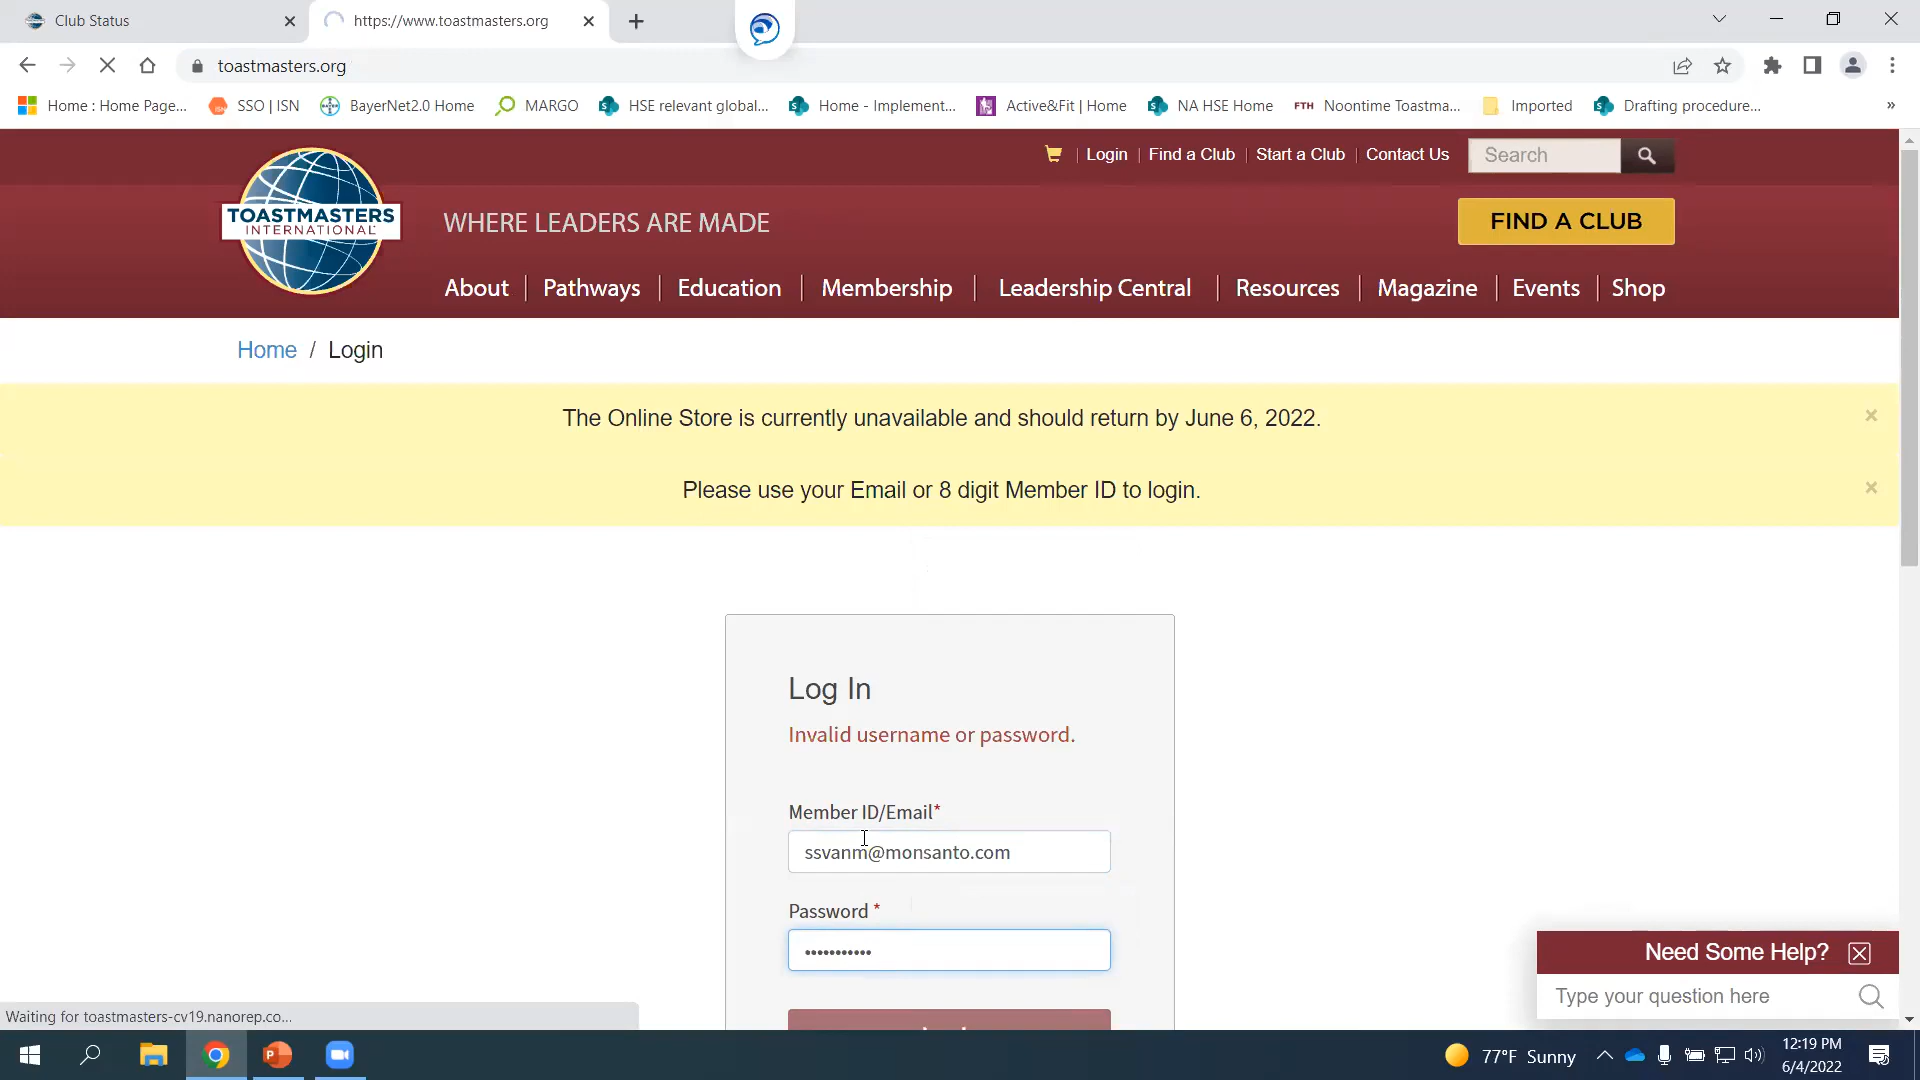 Club Status
https://www.toastmasters.org
toastmasters.org
Home : Home Page...
SSO | ISN
BayerNet2.0 Home
MARGO
HSE relevant global...
Home - Implement...
Active&Fit | Home
NA HSE Home
FTH Noontime Toastma...
Imported
Drafting procedure...
»
Login | Find a Club | Start a Club | Contact Us
Search
TOASTMASTERS
INTERNATIONAL
WHERE LEADERS ARE MADE
FIND A CLUB
About | Pathways | Education | Membership | Leadership Central | Resources | Magazine | Events | Shop
Home / Login
The Online Store is currently unavailable and should return by June 6, 2022. ×
Please use your Email or 8 digit Member ID to login. ×
Log In
Invalid username or password.
Member ID/Email*
ssvanm@monsanto.com
Password *
•••••••••••
Need Some Help?
Type your question here
Waiting for toastmasters-cv19.nanorep.co...
77°F Sunny
12:19 PM
6/4/2022